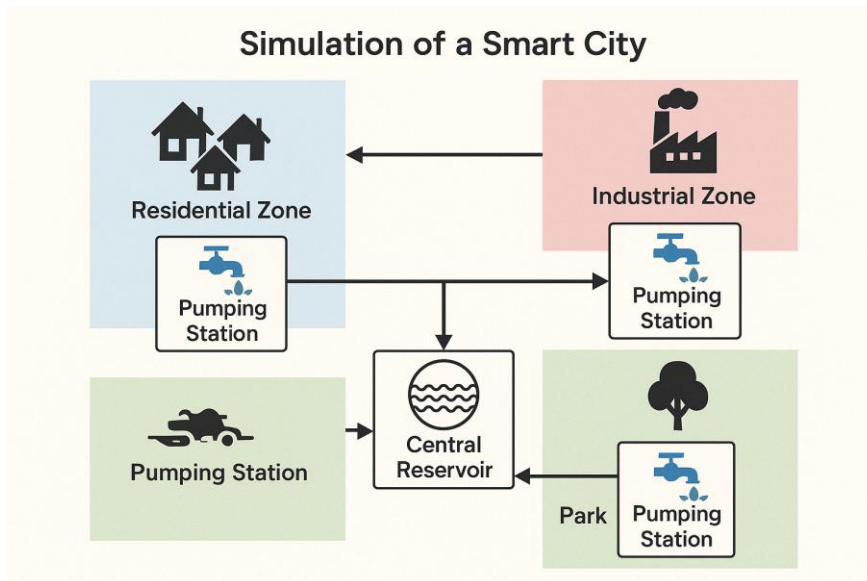 Simulation of a Smart City
Residential Zone
Industrial Zone
Pumping
Station
Pumping
Station
Central
Reservoir
Pumping Station
Park
Pumping
Station